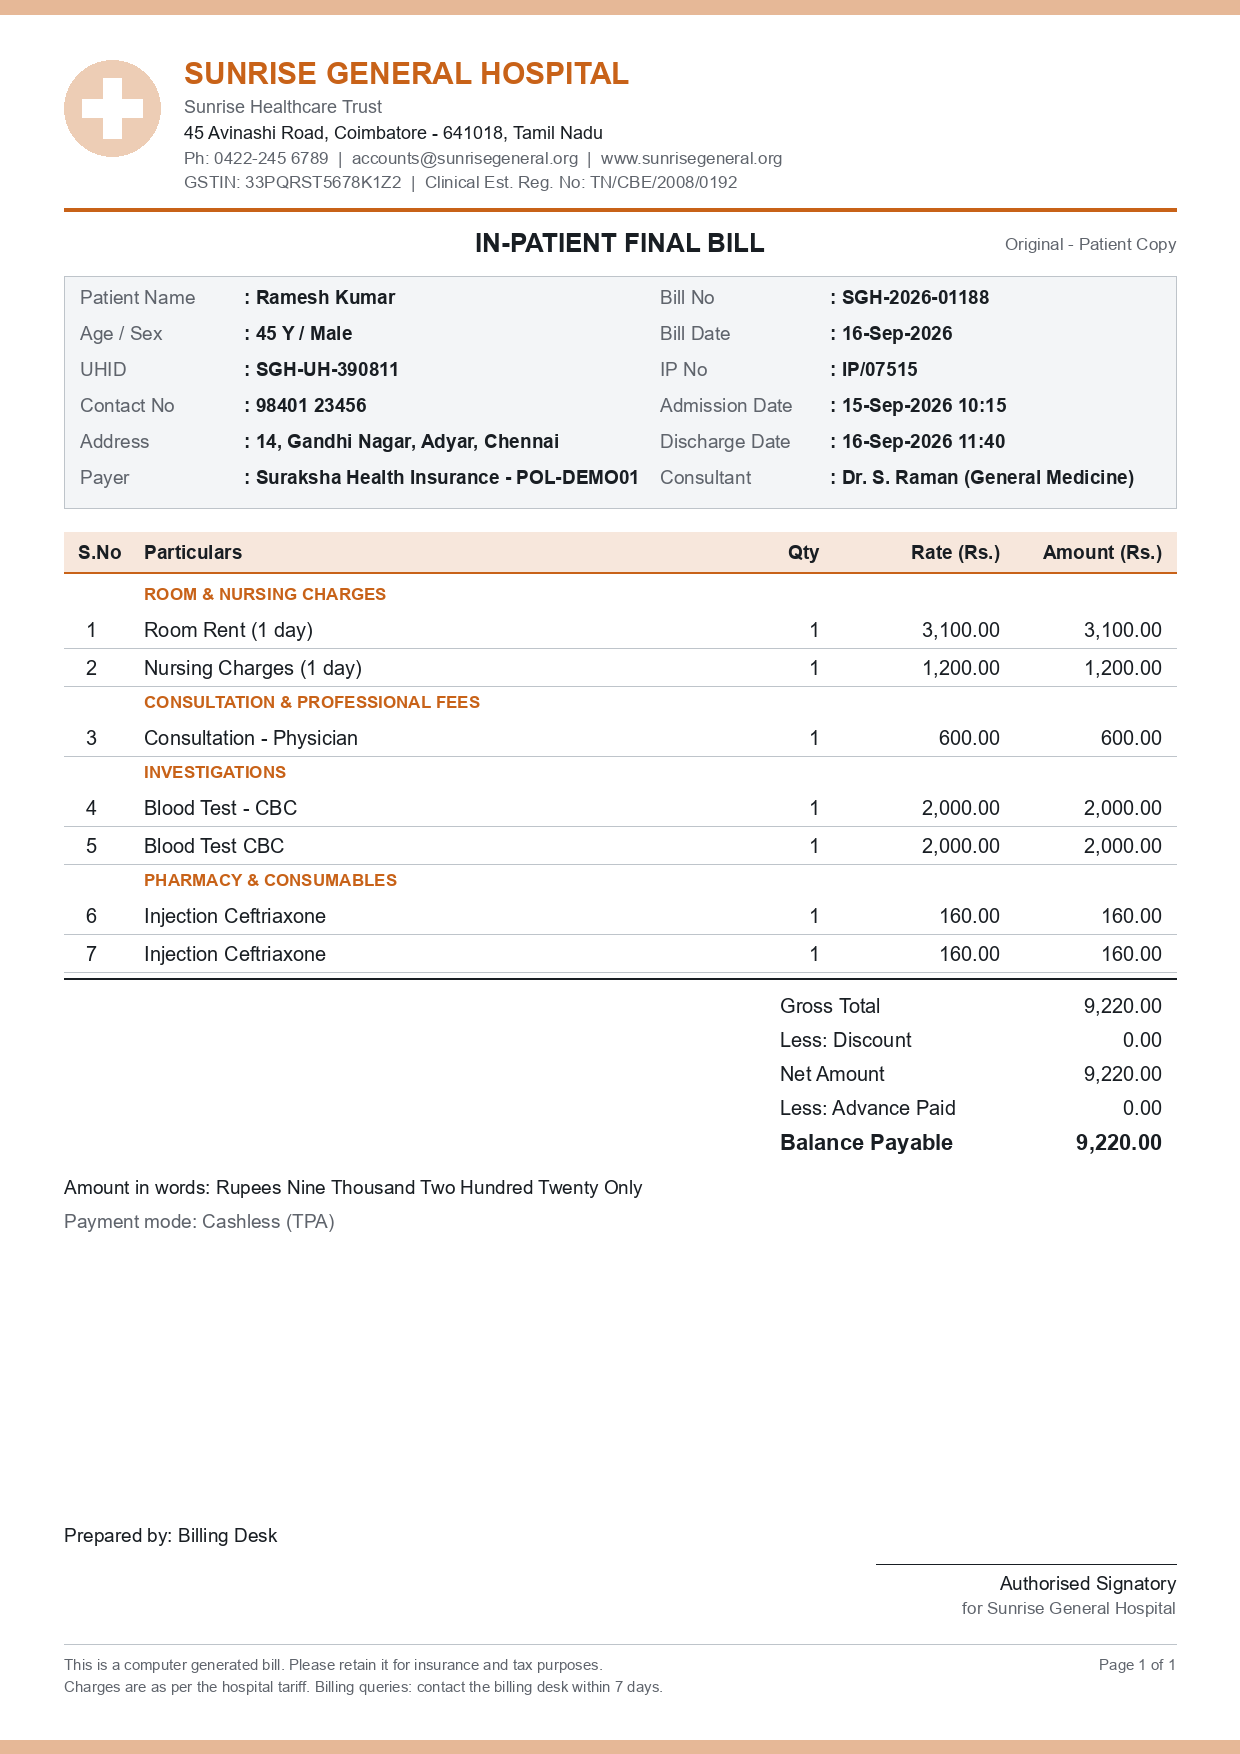 SUNRISE GENERAL HOSPITAL
Sunrise Healthcare Trust
45 Avinashi Road, Coimbatore - 641018, Tamil Nadu
Ph: 0422-245 6789 | accounts@sunrisegeneral.org | www.sunrisegeneral.org
GSTIN: 33PQRST5678K1Z2 | Clinical Est. Reg. No: TN/CBE/2008/0192
IN-PATIENT FINAL BILL Original - Patient Copy
Patient Name : Ramesh Kumar Bill No : SGH-2026-01188
Age / Sex : 45 Y / Male Bill Date : 16-Sep-2026
UHID : SGH-UH-390811 IP No : IP/07515
Contact No : 98401 23456 Admission Date : 15-Sep-2026 10:15
Address : 14, Gandhi Nagar, Adyar, Chennai Discharge Date : 16-Sep-2026 11:40
Payer : Suraksha Health Insurance - POL-DEMO01 Consultant : Dr. S. Raman (General Medicine)
S.No Particulars Qty Rate (Rs.) Amount (Rs.)
ROOM & NURSING CHARGES
1 Room Rent (1 day) 1 3,100.00 3,100.00
2 Nursing Charges (1 day) 1 1,200.00 1,200.00
CONSULTATION & PROFESSIONAL FEES
3 Consultation - Physician 1 600.00 600.00
INVESTIGATIONS
4 Blood Test - CBC 1 2,000.00 2,000.00
5 Blood Test CBC 1 2,000.00 2,000.00
PHARMACY & CONSUMABLES
6 Injection Ceftriaxone 1 160.00 160.00
7 Injection Ceftriaxone 1 160.00 160.00
Gross Total 9,220.00
Less: Discount 0.00
Net Amount 9,220.00
Less: Advance Paid 0.00
Balance Payable 9,220.00
Amount in words: Rupees Nine Thousand Two Hundred Twenty Only
Payment mode: Cashless (TPA)
Prepared by: Billing Desk
Authorised Signatory
for Sunrise General Hospital
This is a computer generated bill. Please retain it for insurance and tax purposes. Page 1 of 1
Charges are as per the hospital tariff. Billing queries: contact the billing desk within 7 days.